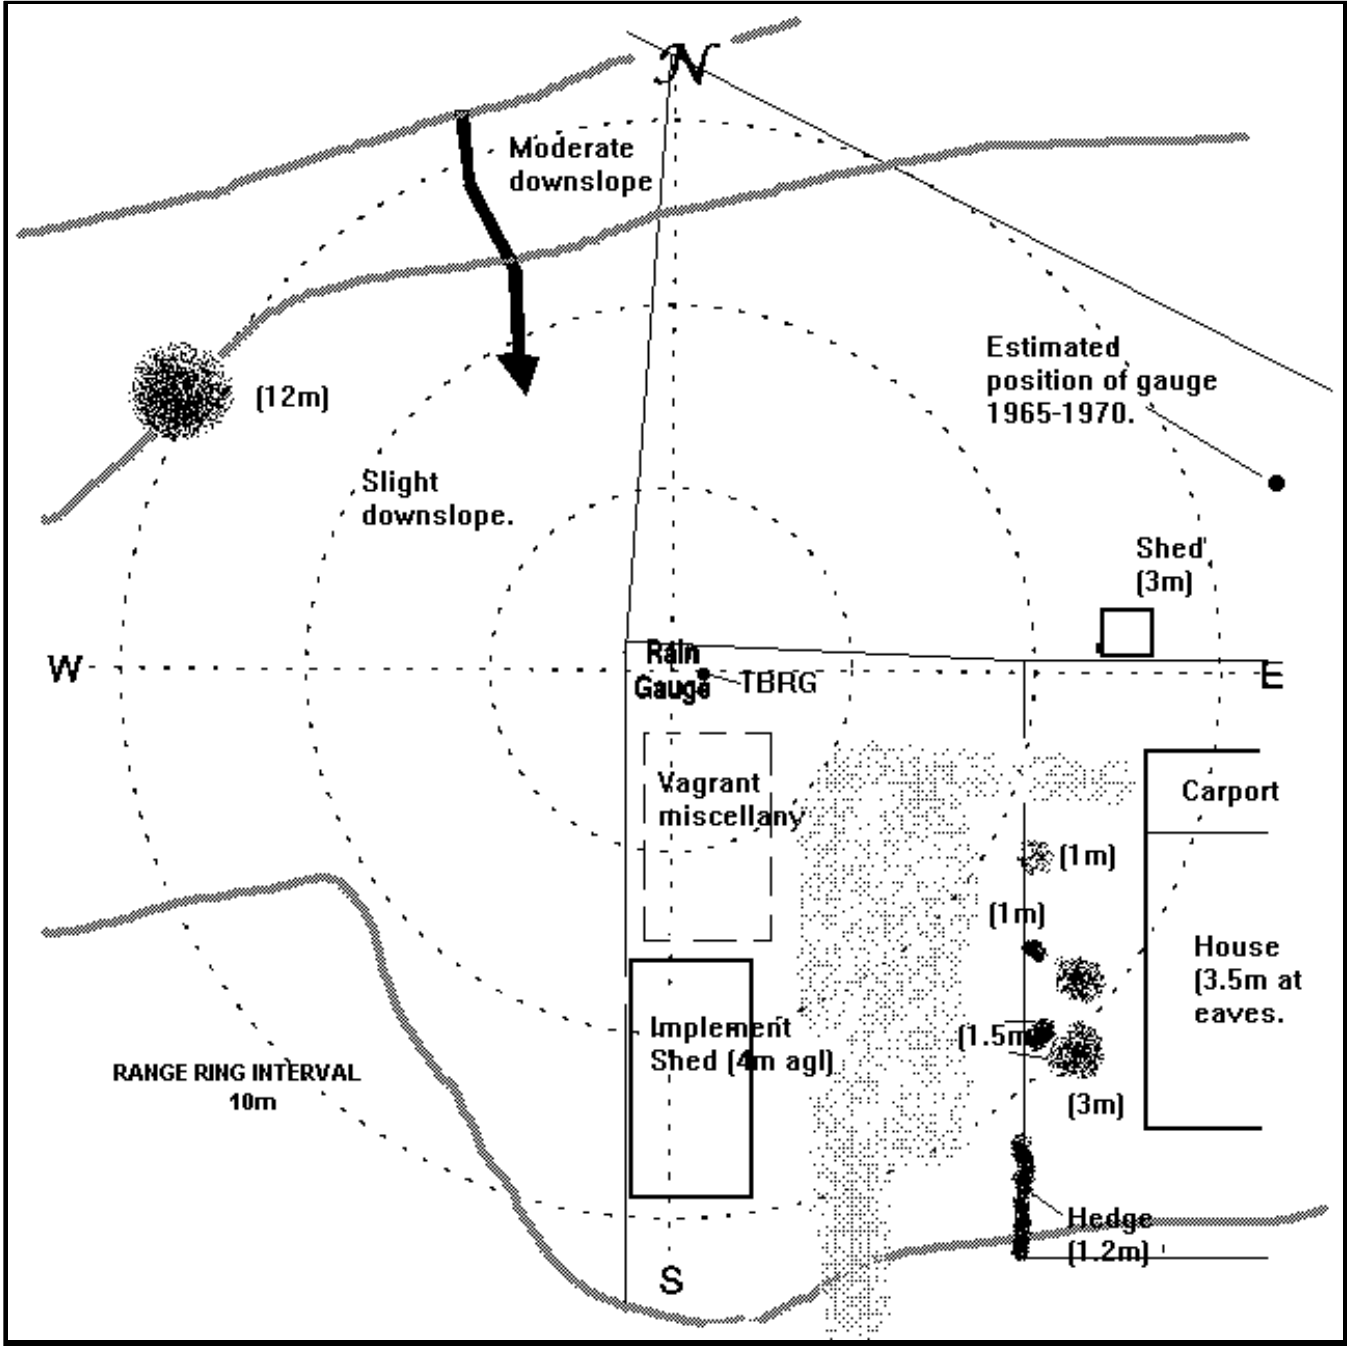 N
Moderate
downslope
Estimated
position of gauge
1965-1970.
(12m)
Slight
downslope.
Shed
(3m)
W
Rain
Gauge
TBRG
E
Vagrant
miscellany
Carport
(1m)
(1m)
House
(3.5m at
eaves.
Implement
Shed (4m agl)
(1.5m
RANGE RING INTERVAL
10m
(3m)
Hedge
(1.2m)
S